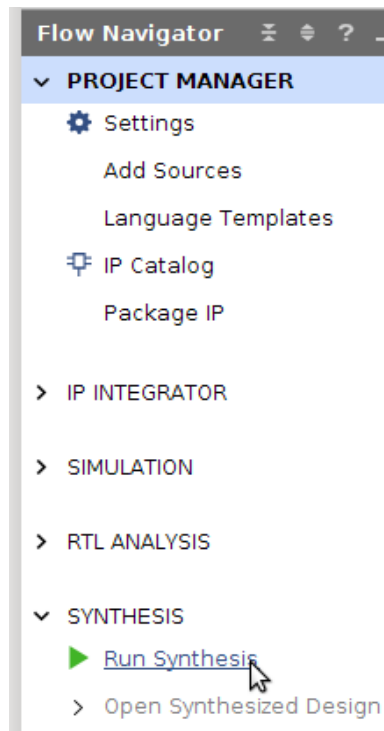 Flow Navigator ?
PROJECT MANAGER
Settings
Add Sources
Language Templates
IP Catalog
Package IP
IP INTEGRATOR
SIMULATION
RTL ANALYSIS
SYNTHESIS
Run Synthesis
Open Synthesized Design